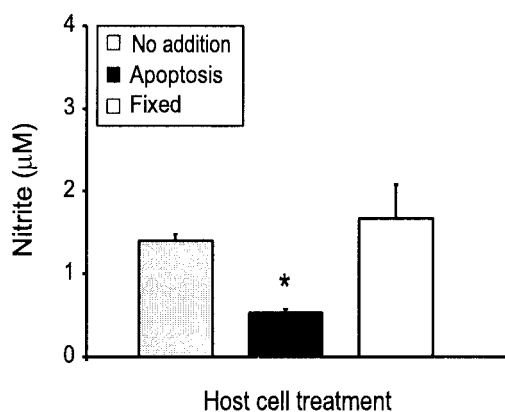 4
No addition
Apoptosis
3
Fixed
Nitrite (μM)
2
1
*
0
Host cell treatment